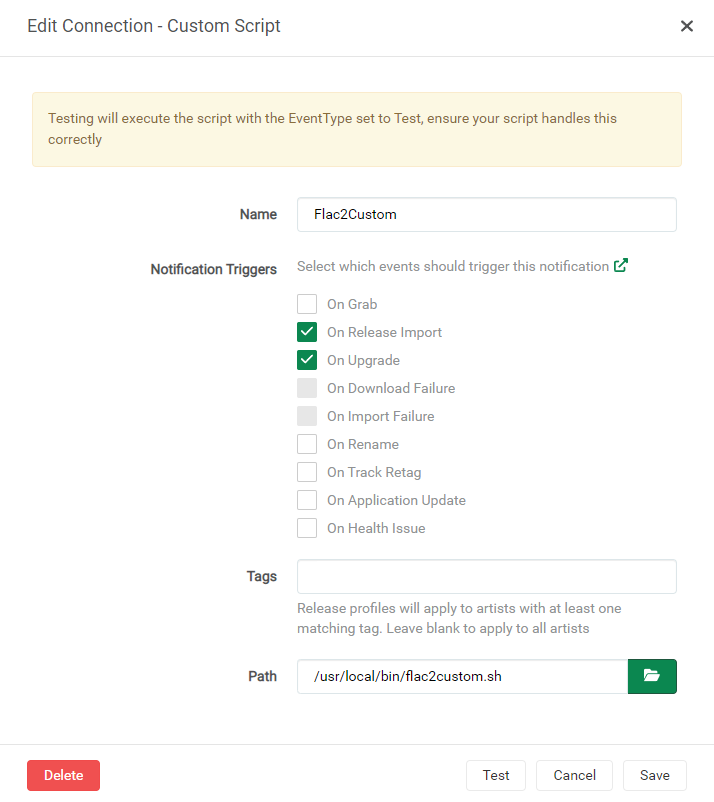 Edit Connection - Custom Script
Testing will execute the script with the EventType set to Test, ensure your script handles this
correctly
Name
Flac2Custom
Notification Triggers
Select which events should trigger this notification
On Grab
On Release Import
On Upgrade
On Download Failure
On Import Failure
On Rename
On Track Retag
On Application Update
On Health Issue
Tags
Release profiles will apply to artists with at least one
matching tag. Leave blank to apply to all artists
Path
/usr/local/bin/flac2custom.sh
Delete
Test
Cancel
Save